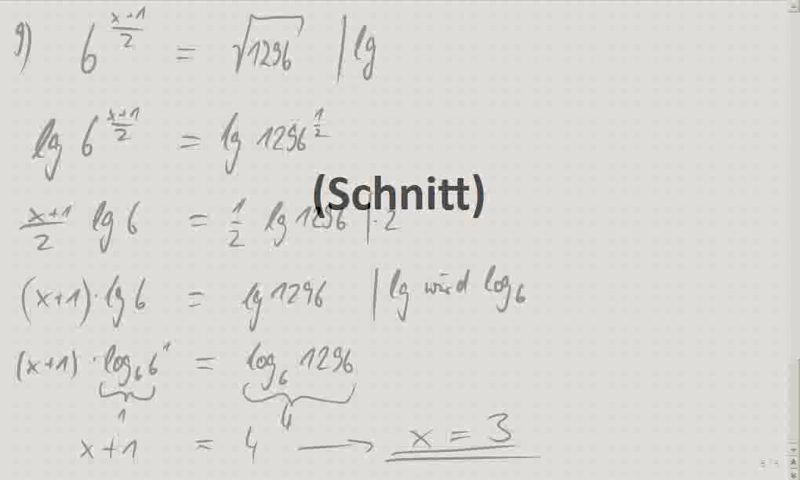 g) 6^((x+1)/2) = √1296 | lg
lg 6^((x+1)/2) = lg 1296^(1/2)
(Schnitt)
(x+1)/2 lg 6 = 1/2 lg 1296 | · 2
(x+1) · lg 6 = lg 1296 | lg wird log₆
(x+1) · log₆ 6¹ = log₆ 1296
1 4
x+1 = 4 → x = 3